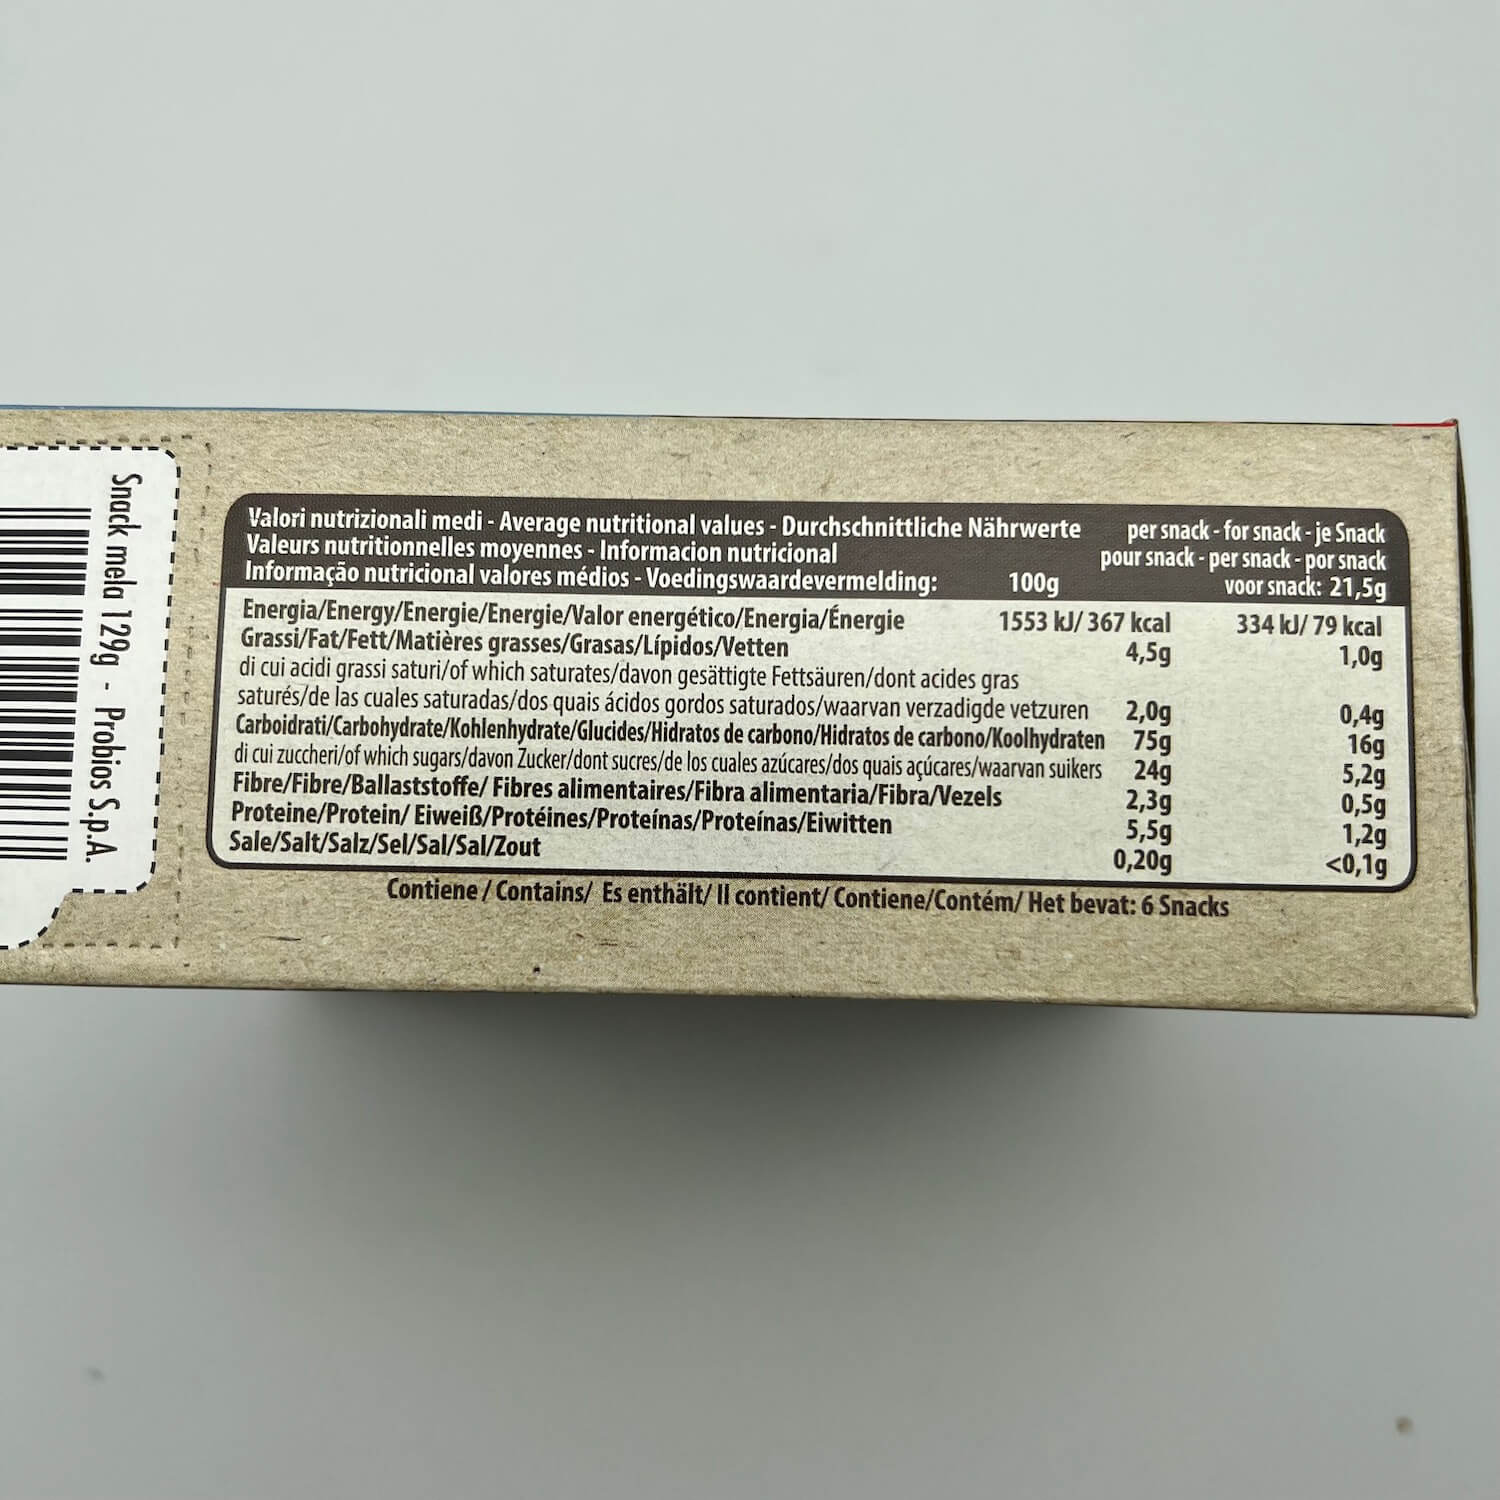 Snack mela 129g - Probios S.p.A.
Valori nutrizionali medi - Average nutritional values - Durchschnittliche Nährwerte
Valeurs nutritionnelles moyennes - Informacion nutricional
Informação nutricional valores médios - Voedingswaardevermelding: 100g
per snack - for snack - je Snack
pour snack - per snack - por snack
voor snack: 21,5g
Energia/Energy/Energie/Energie/Valor energético/Energia/Énergie 1553 kJ/ 367 kcal 334 kJ/ 79 kcal
Grassi/Fat/Fett/Matières grasses/Grasas/Lípidos/Vetten 4,5g 1,0g
di cui acidi grassi saturi/of which saturates/davon gesättigte Fettsäuren/dont acides gras
saturés/de las cuales saturadas/dos quais ácidos gordos saturados/waarvan verzadigde vetzuren 2,0g 0,4g
Carboidrati/Carbohydrate/Kohlenhydrate/Glucides/Hidratos de carbono/Hidratos de carbono/Koolhydraten 75g 16g
di cui zuccheri/of which sugars/davon Zucker/dont sucres/de los cuales azúcares/dos quais açúcares/waarvan suikers 24g 5,2g
Fibre/Fibre/Ballaststoffe/ Fibres alimentaires/Fibra alimentaria/Fibra/Vezels 2,3g 0,5g
Proteine/Protein/ Eiweiß/Protéines/Proteínas/Proteínas/Eiwitten 5,5g 1,2g
Sale/Salt/Salz/Sel/Sal/Sal/Zout 0,20g <0,1g
Contiene / Contains/ Es enthält/ Il contient/ Contiene/Contém/ Het bevat: 6 Snacks